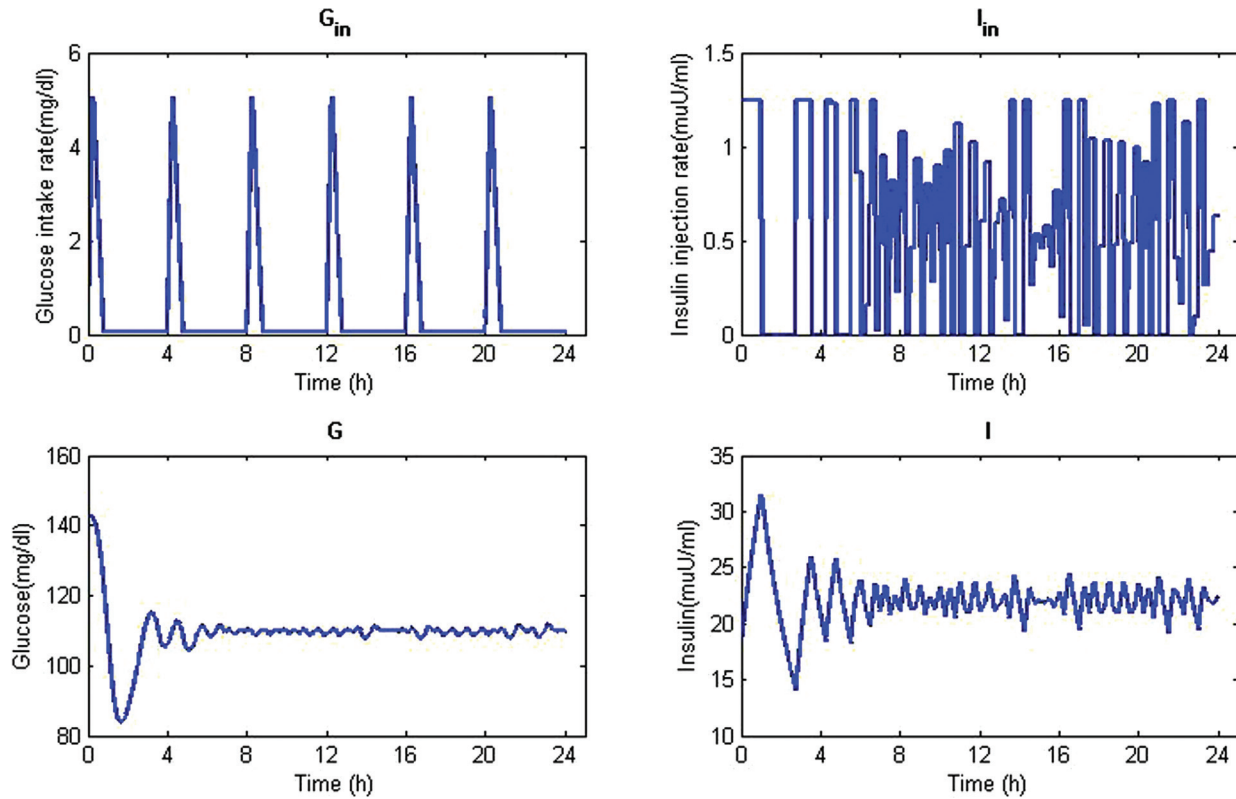 G_in
Glucose intake rate(mg/dl)
6
4
2
0
0 4 8 12 16 20 24
Time (h)
I_in
Insulin injection rate(muU/ml)
1.5
1
0.5
0
0 4 8 12 16 20 24
Time (h)
G
Glucose(mg/dl)
160
140
120
100
80
0 4 8 12 16 20 24
Time (h)
I
Insulin(muU/ml)
35
30
25
20
15
10
0 4 8 12 16 20 24
Time (h)